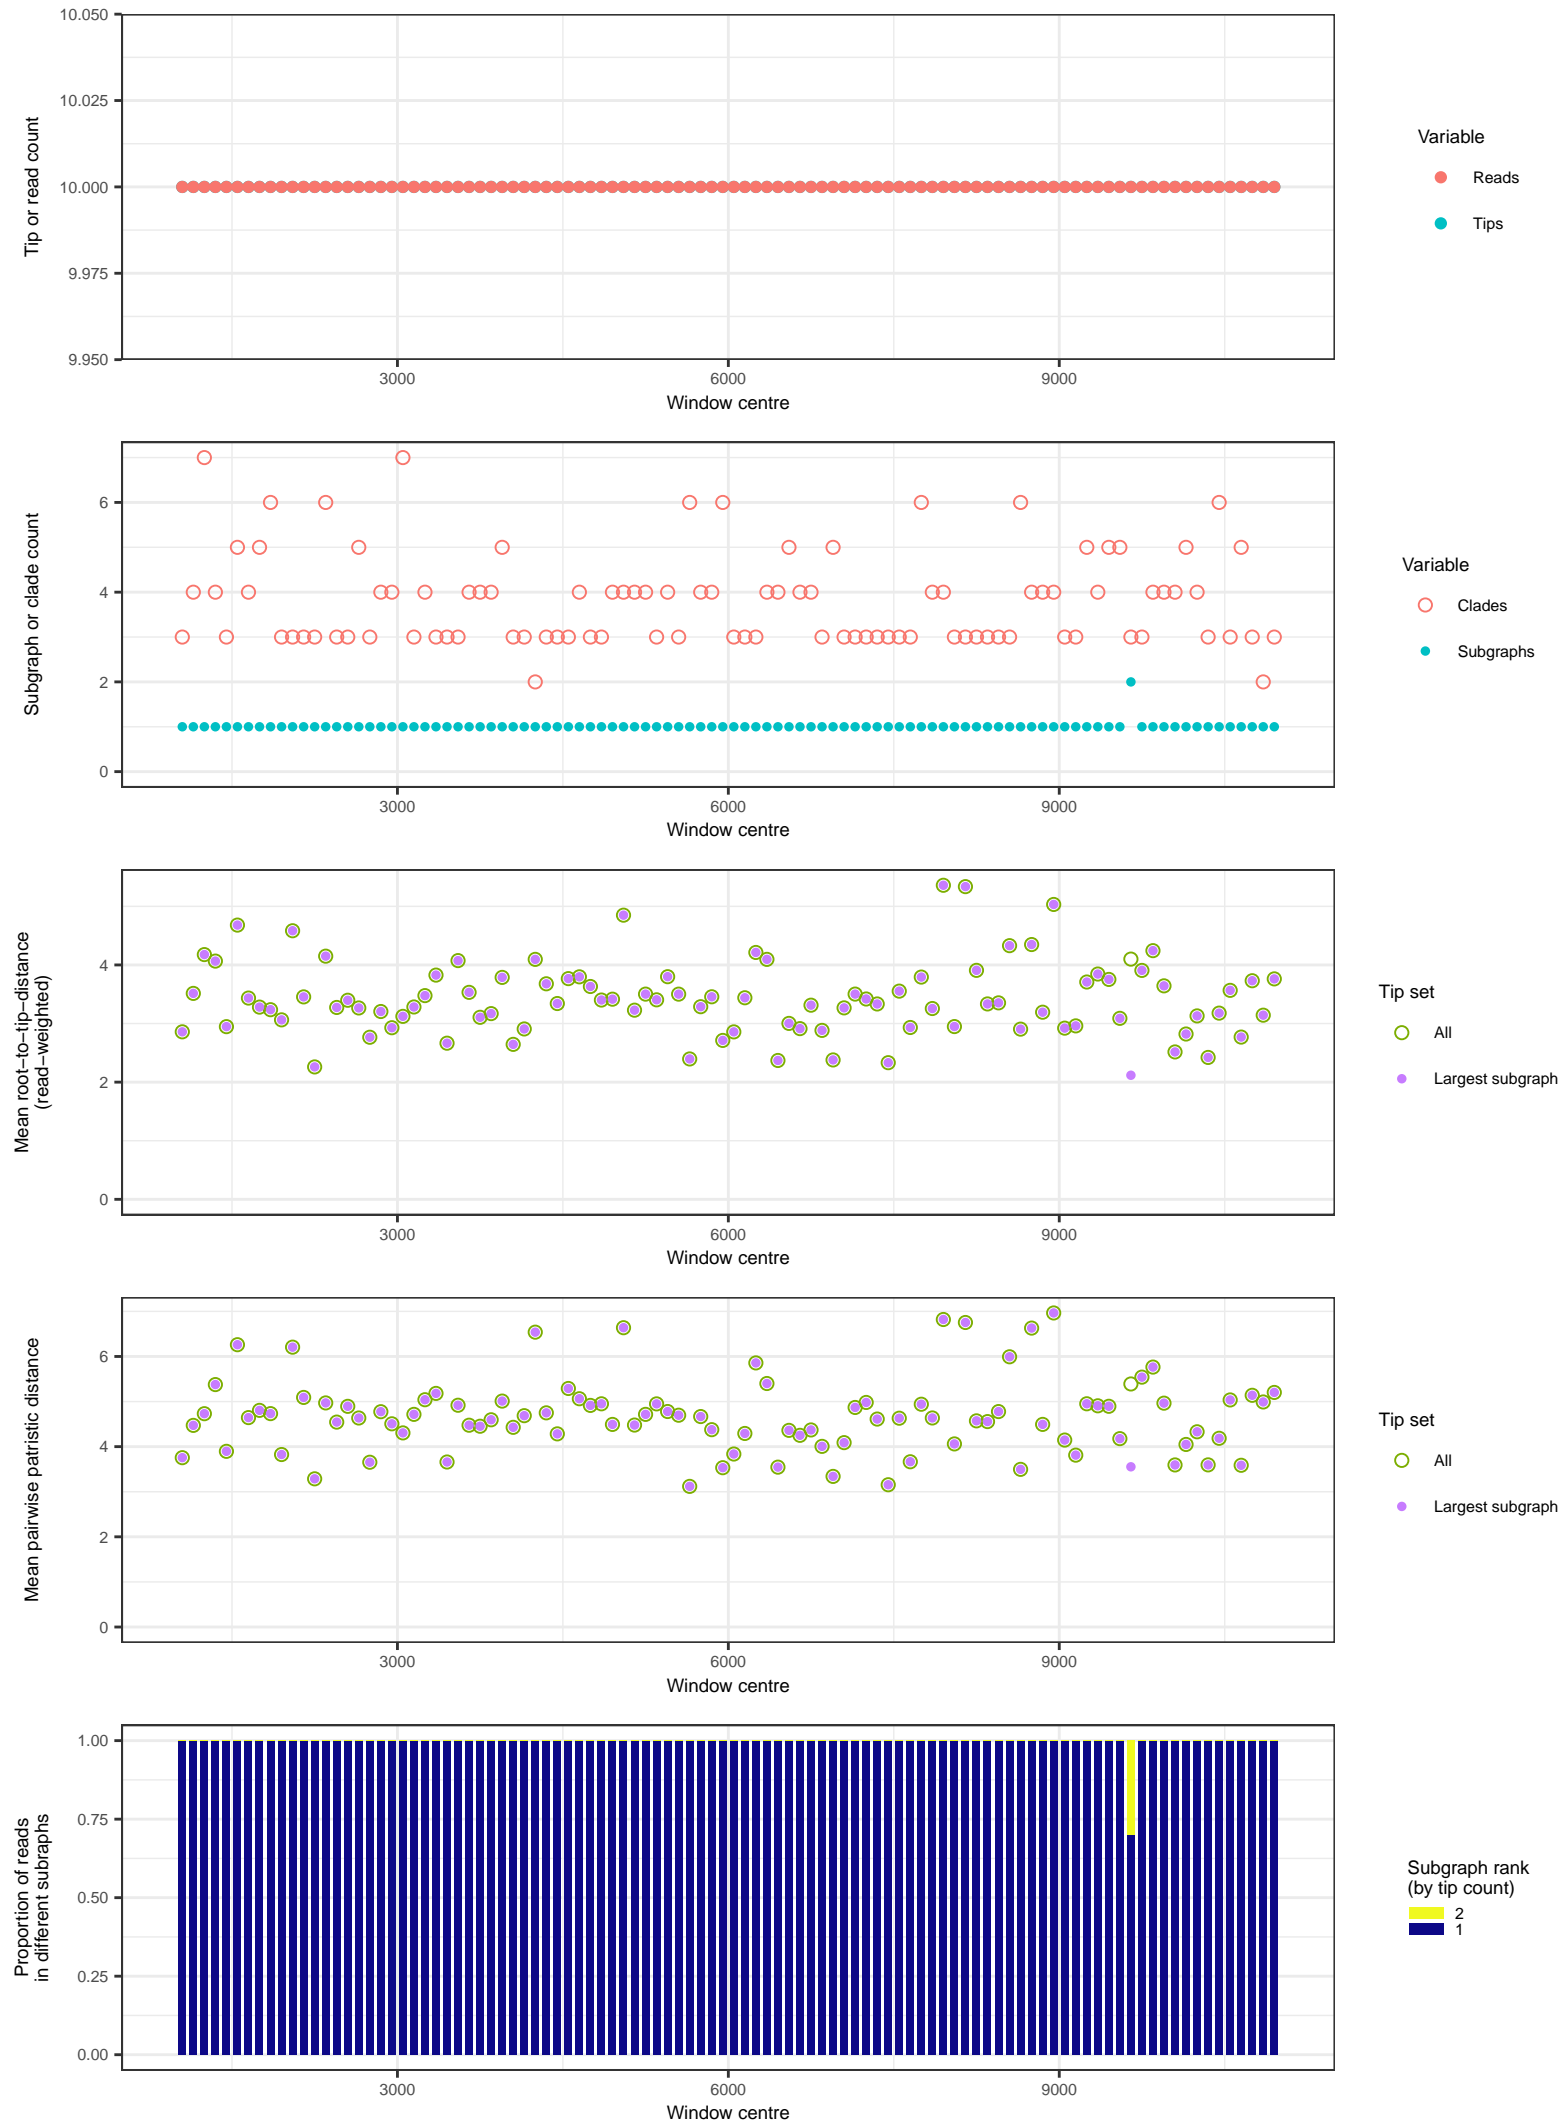 10.050
10.025
10.000
9.975
9.950
Tip or read count
3000 6000 9000
Window centre
Variable
Reads
Tips
6
4
2
0
Subgraph or clade count
3000 6000 9000
Window centre
Variable
Clades
Subgraphs
4
2
0
Mean root−to−tip−distance
(read−weighted)
3000 6000 9000
Window centre
Tip set
All
Largest subgraph
6
4
2
0
Mean pairwise patristic distance
3000 6000 9000
Window centre
Tip set
All
Largest subgraph
1.00
0.75
0.50
0.25
0.00
Proportion of reads
in different subraphs
3000 6000 9000
Window centre
Subgraph rank
(by tip count)
2
1